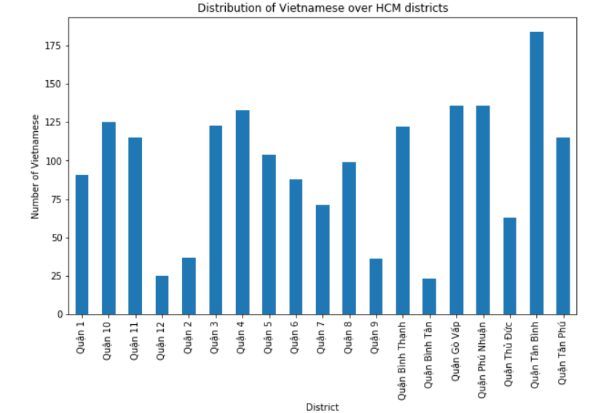 Distribution of Vietnamese over HCM districts
Number of Vietnamese
175
150
125
100
75
50
25
0
Quận 1
Quận 10
Quận 11
Quận 12
Quận 2
Quận 3
Quận 4
Quận 5
Quận 6
Quận 7
Quận 8
Quận 9
Quận Bình Thạnh
Quận Bình Tân
Quận Gò Vấp
Quận Phú Nhuận
Quận Thủ Đức
Quận Tân Bình
Quận Tân Phú
District